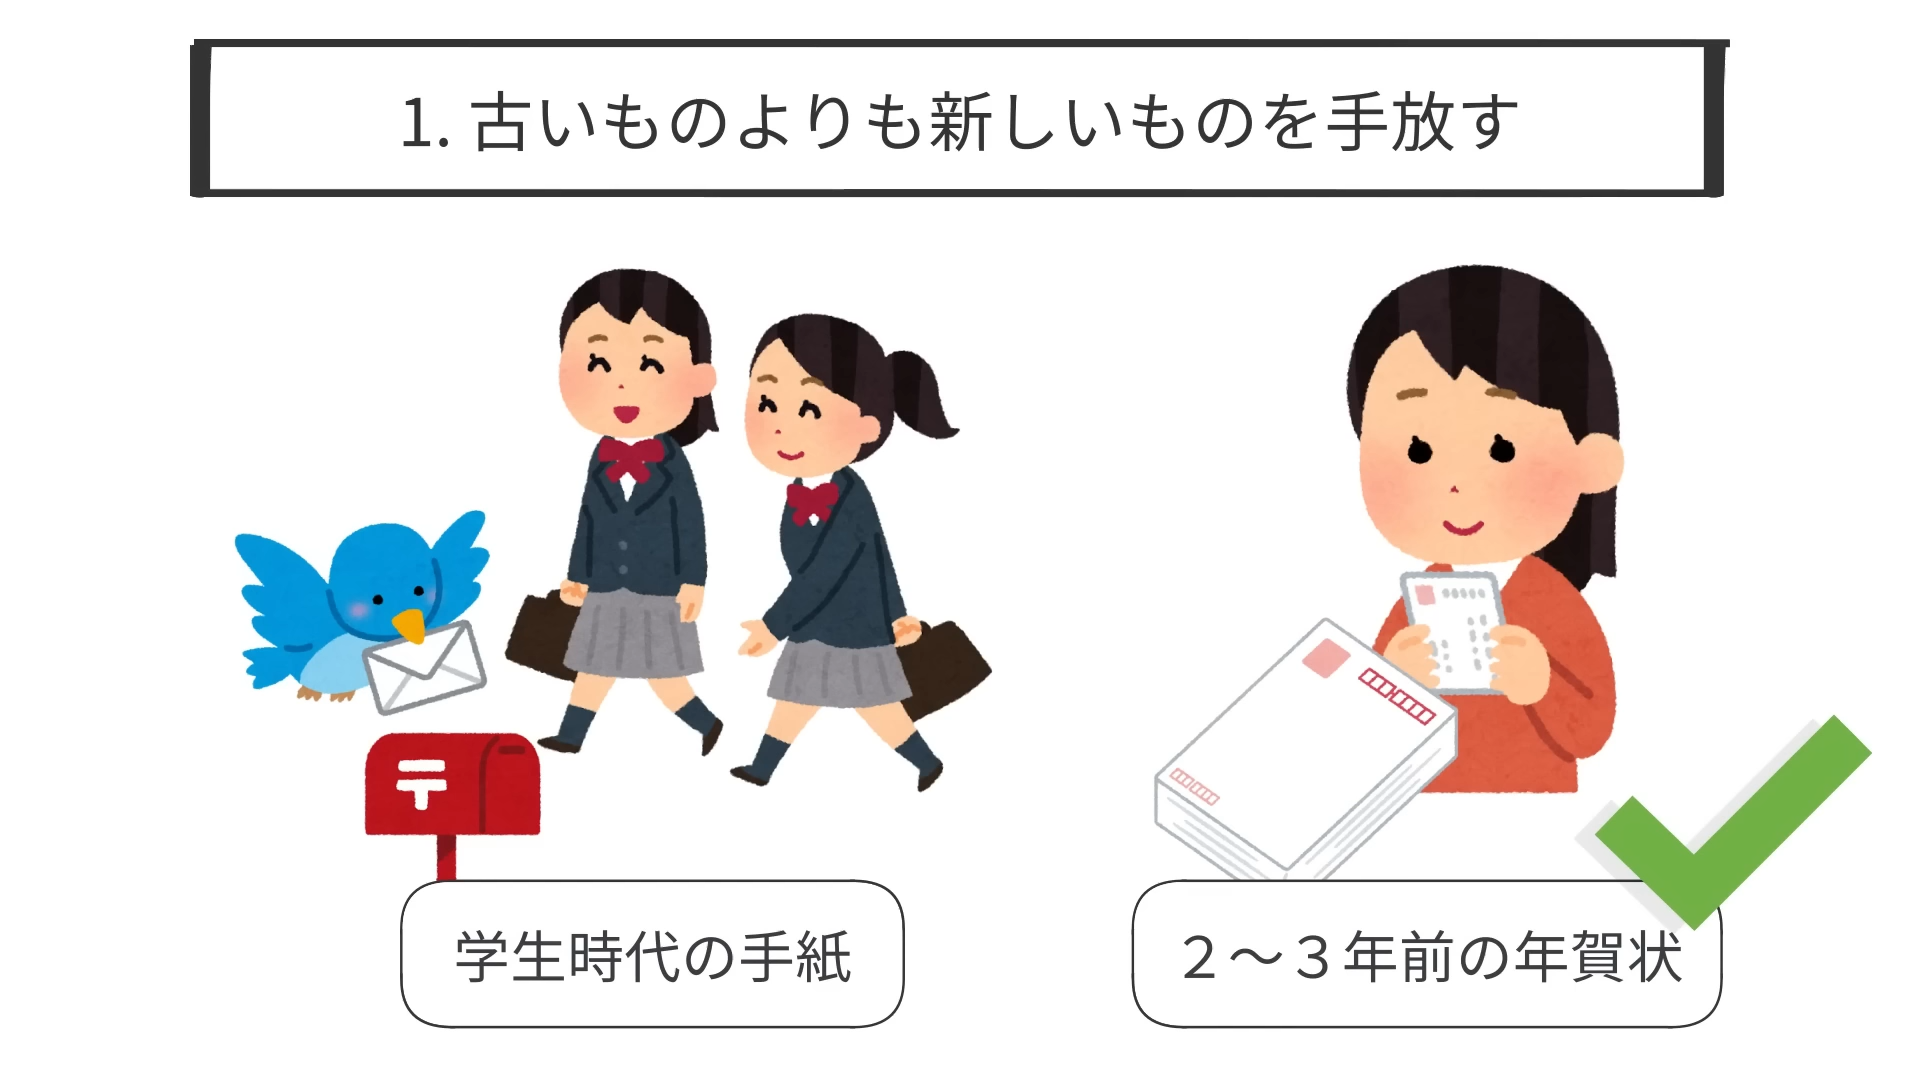 1. 古いものよりも新しいものを手放す
〒
学生時代の手紙
２～３年前の年賀状